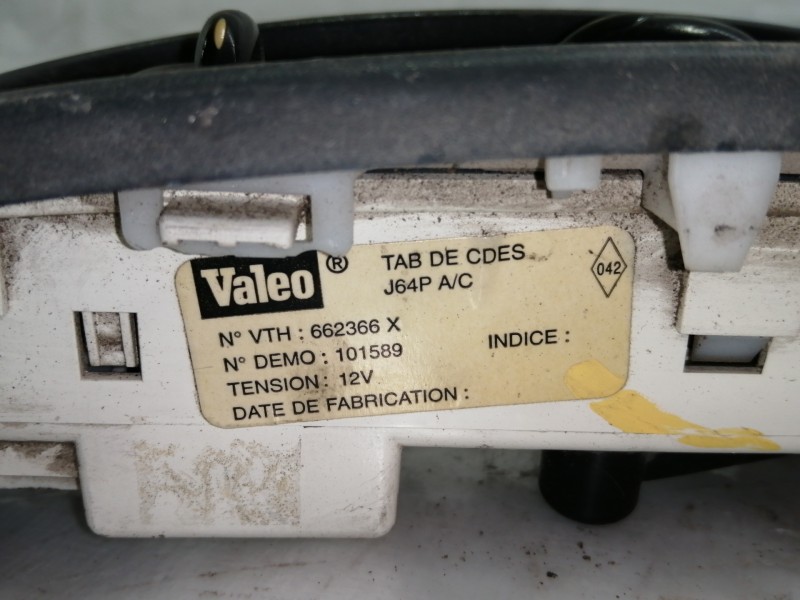 Valeo ®
TAB DE CDES
J64P A/C
042
N° VTH : 662366 X
N° DEMO : 101589
INDICE :
TENSION : 12V
DATE DE FABRICATION :